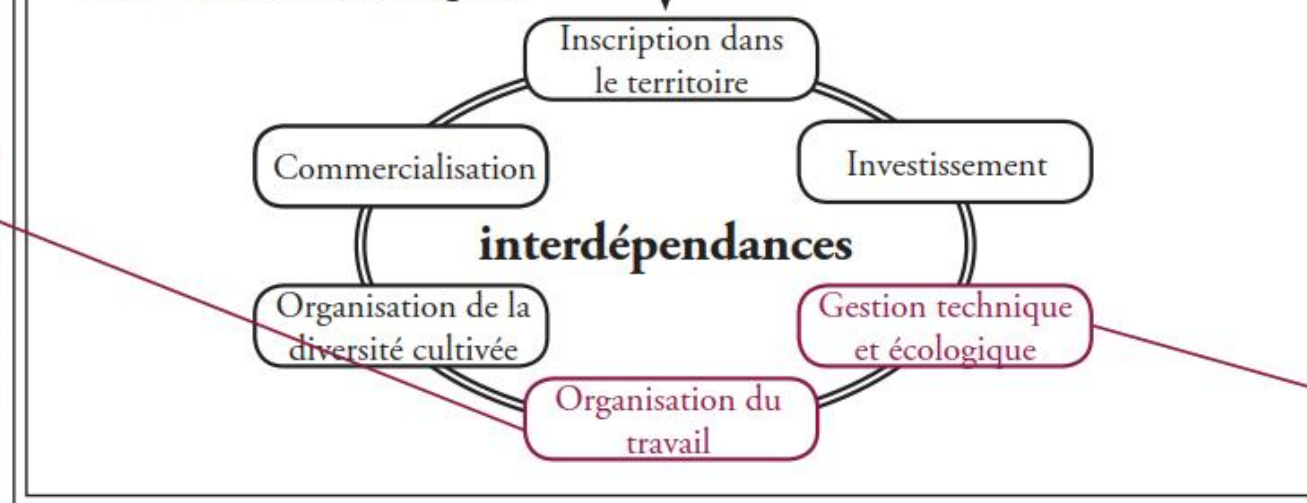 Inscription dans
le territoire
Commercialisation
Investissement
interdépendances
Organisation de la
diversité cultivée
Gestion technique
et écologique
Organisation du
travail